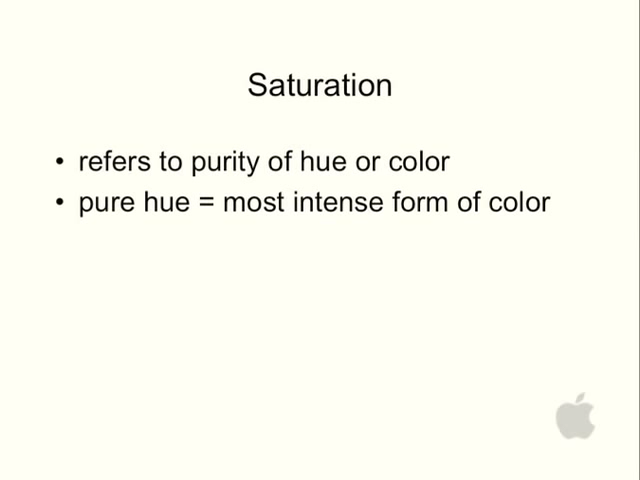 Saturation
• refers to purity of hue or color
• pure hue = most intense form of color